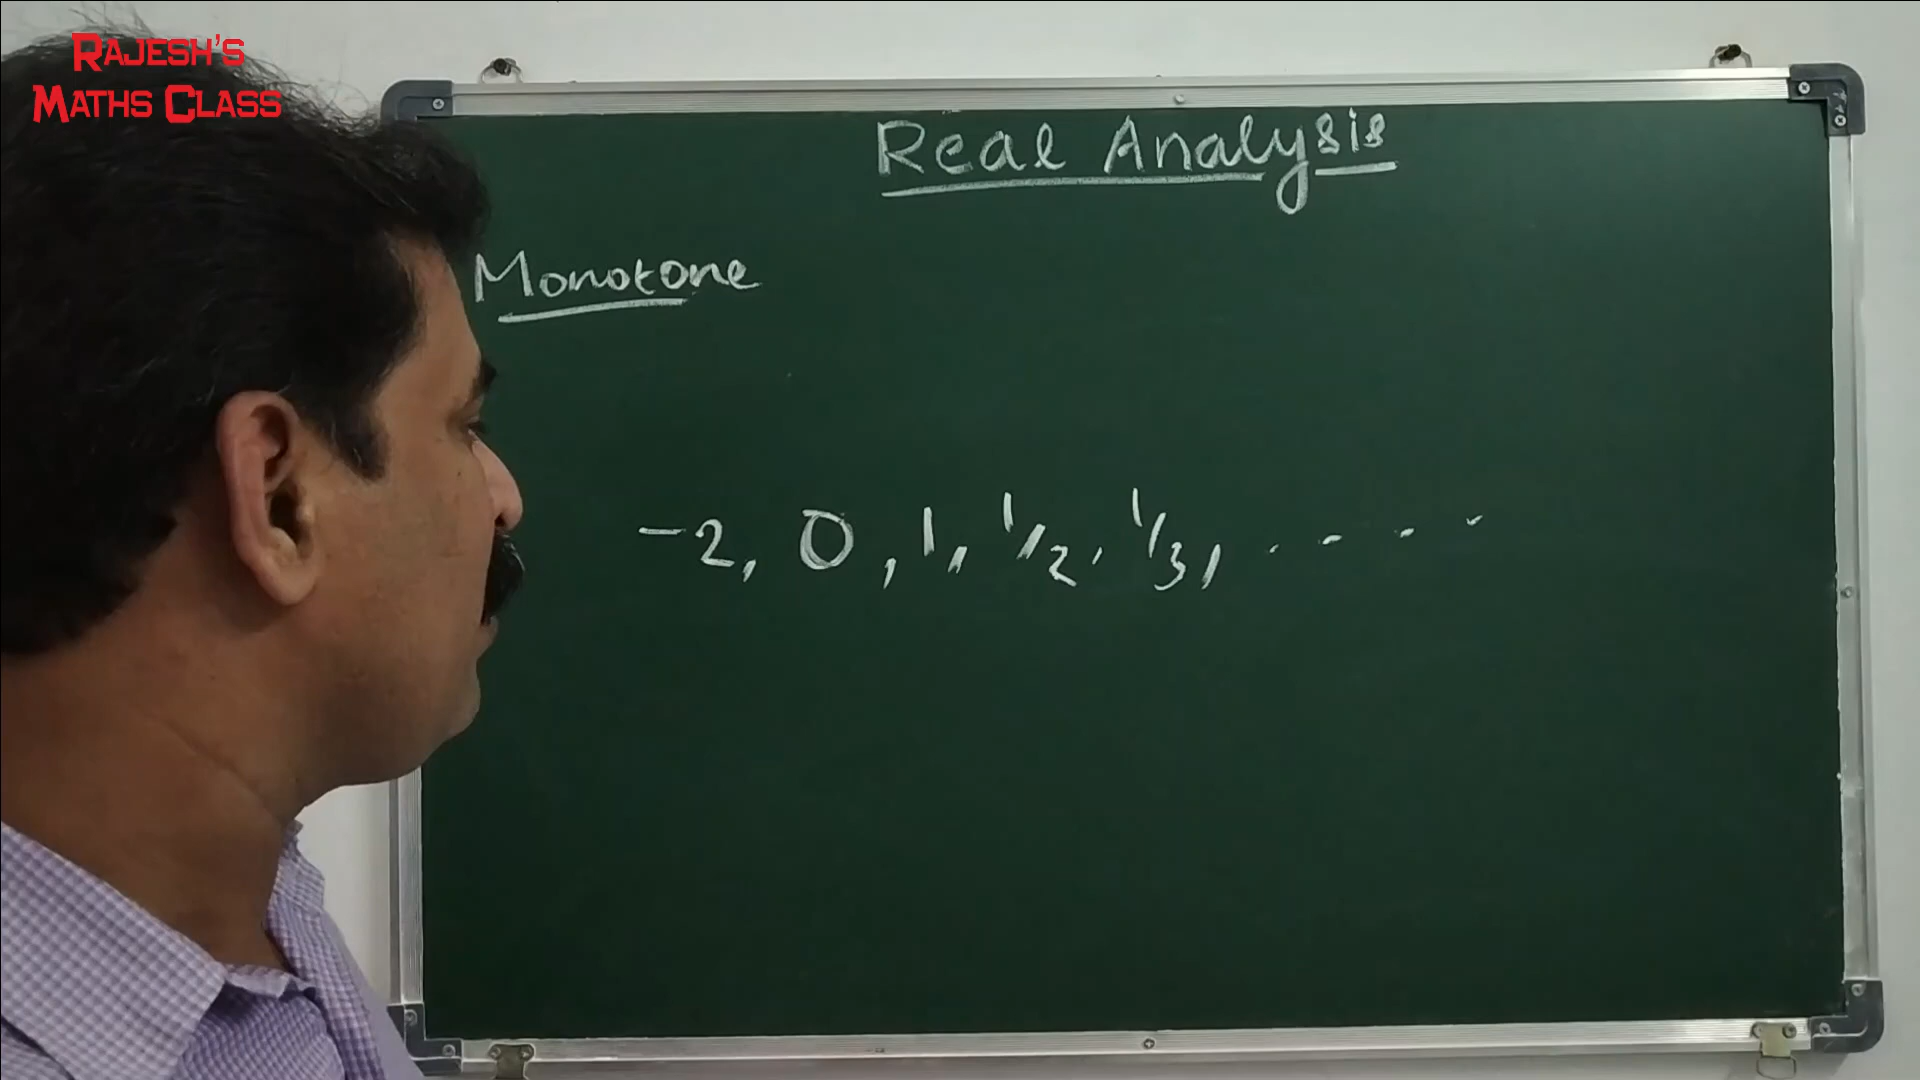 RAJESH'S
MATHS CLASS
Real Analysis
Monotone
-2, 0, 1, 1/2, 1/3, . - - -